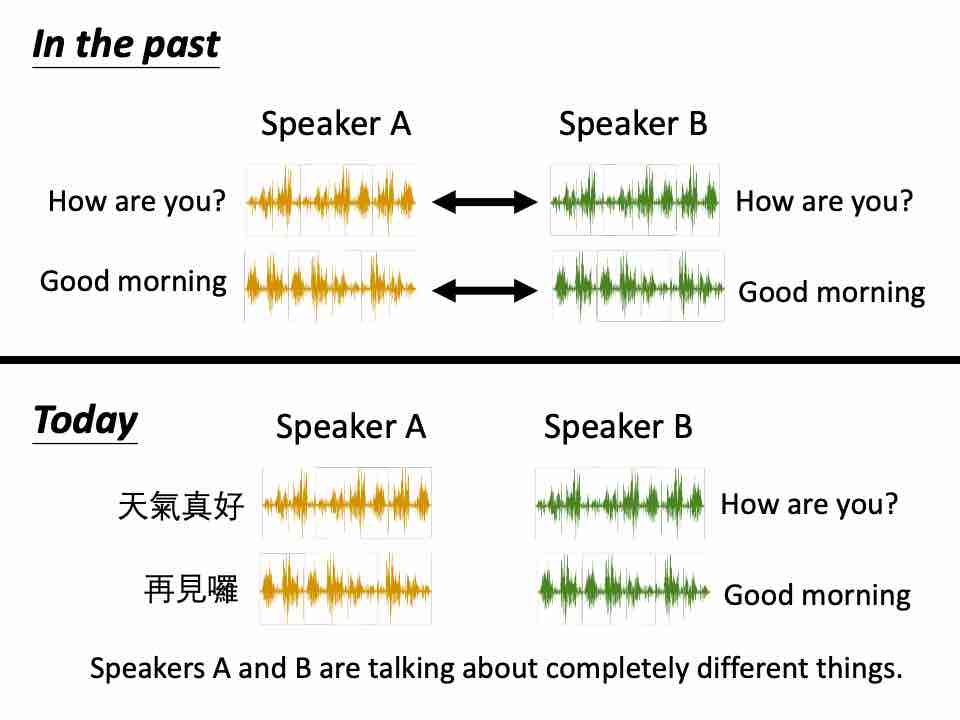 In the past
Speaker A Speaker B
How are you? How are you?
Good morning Good morning
Today
Speaker A Speaker B
天氣真好 How are you?
再見囉 Good morning
Speakers A and B are talking about completely different things.